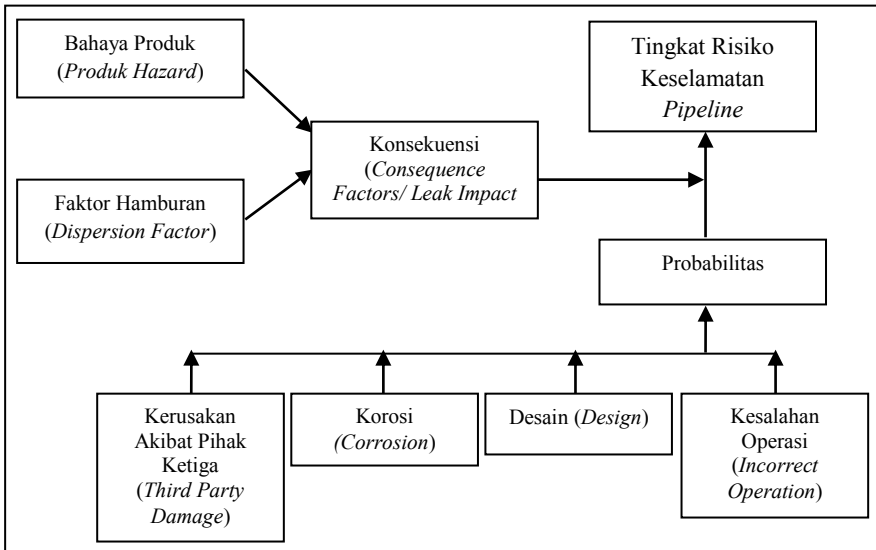 Bahaya Produk
(Produk Hazard)
Tingkat Risiko
Keselamatan
Pipeline
Konsekuensi
(Consequence
Factors/ Leak Impact
Faktor Hamburan
(Dispersion Factor)
Probabilitas
Kerusakan
Akibat Pihak
Ketiga
(Third Party
Damage)
Korosi
(Corrosion)
Desain (Design)
Kesalahan
Operasi
(Incorrect
Operation)